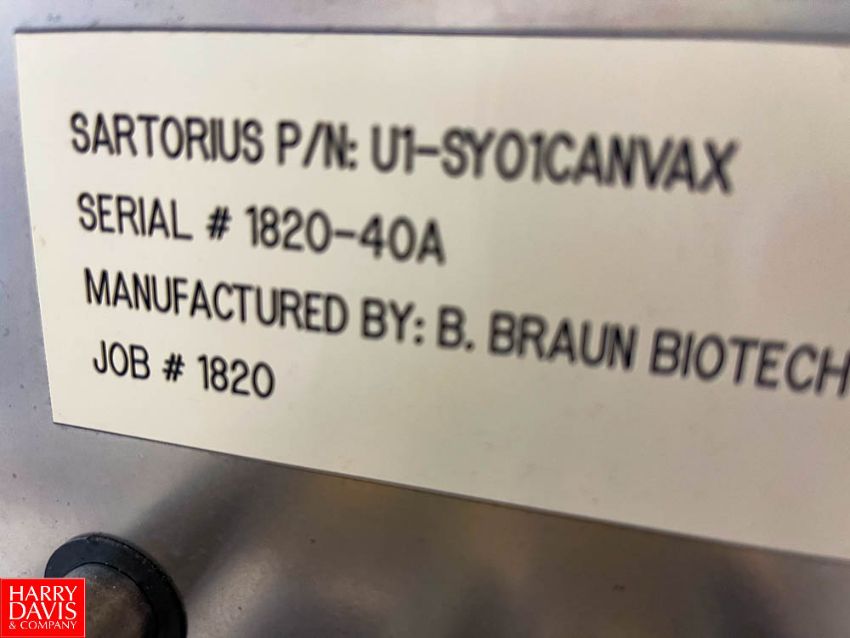 SARTORIUS P/N: U1-SY01CANVAX
SERIAL # 1820-40A
MANUFACTURED BY: B. BRAUN BIOTECH
JOB # 1820
HARRY
DAVIS
& COMPANY